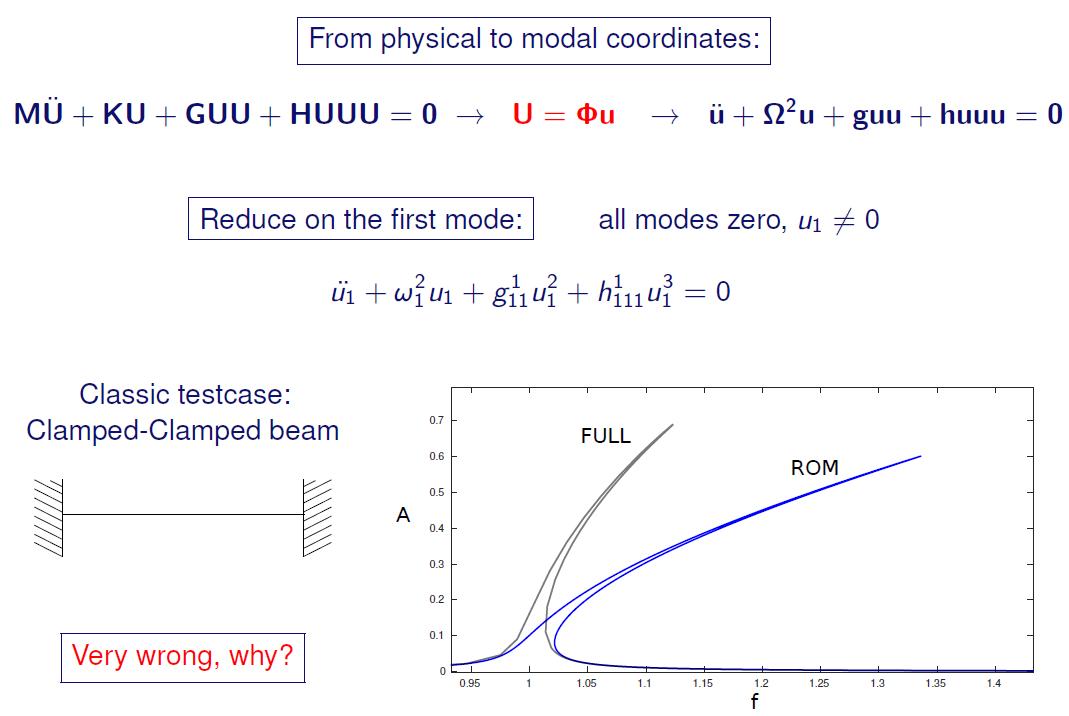 From physical to modal coordinates:
MÜ + KU + GUU + HUUU = 0 → U = Φu → ü + Ω²u + guu + huuu = 0
Reduce on the first mode: all modes zero, u₁ ≠ 0
ü₁ + ω₁²u₁ + g¹₁₁u₁² + h¹₁₁₁u₁³ = 0
Classic testcase:
Clamped-Clamped beam
Very wrong, why?
0.7
0.6
0.5
0.4
0.3
0.2
0.1
0
A
FULL
ROM
0.95 1 1.05 1.1 1.15 1.2 1.25 1.3 1.35 1.4
f